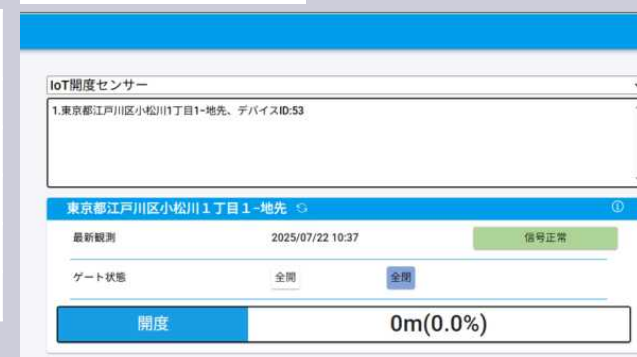 IoT開度センサー
1.東京都江戸川区小松川1丁目1-地先、デバイスID:53
東京都江戸川区小松川１丁目１-地先
最新観測 2025/07/22 10:37 信号正常
ゲート状態 全開 全閉
開度 0m(0.0%)